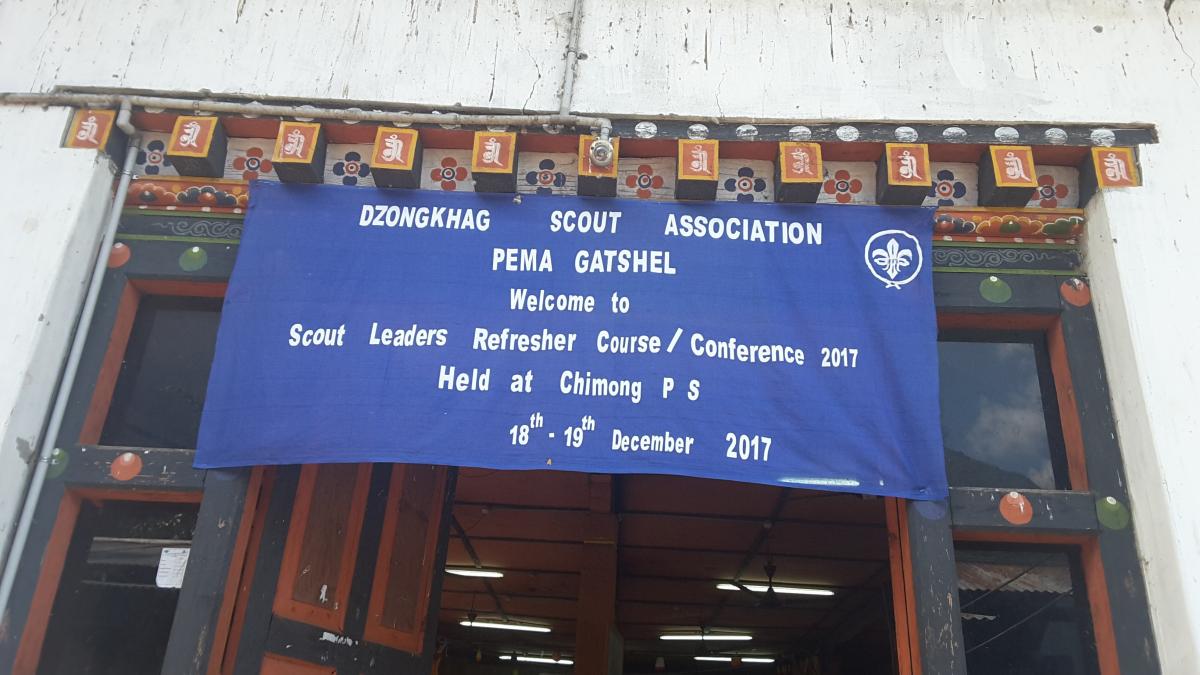 DZONGKHAG SCOUT ASSOCIATION
PEMA GATSHEL
Welcome to
Scout Leaders Refresher Course / Conference 2017
Held at Chimong P S
18th - 19th December 2017